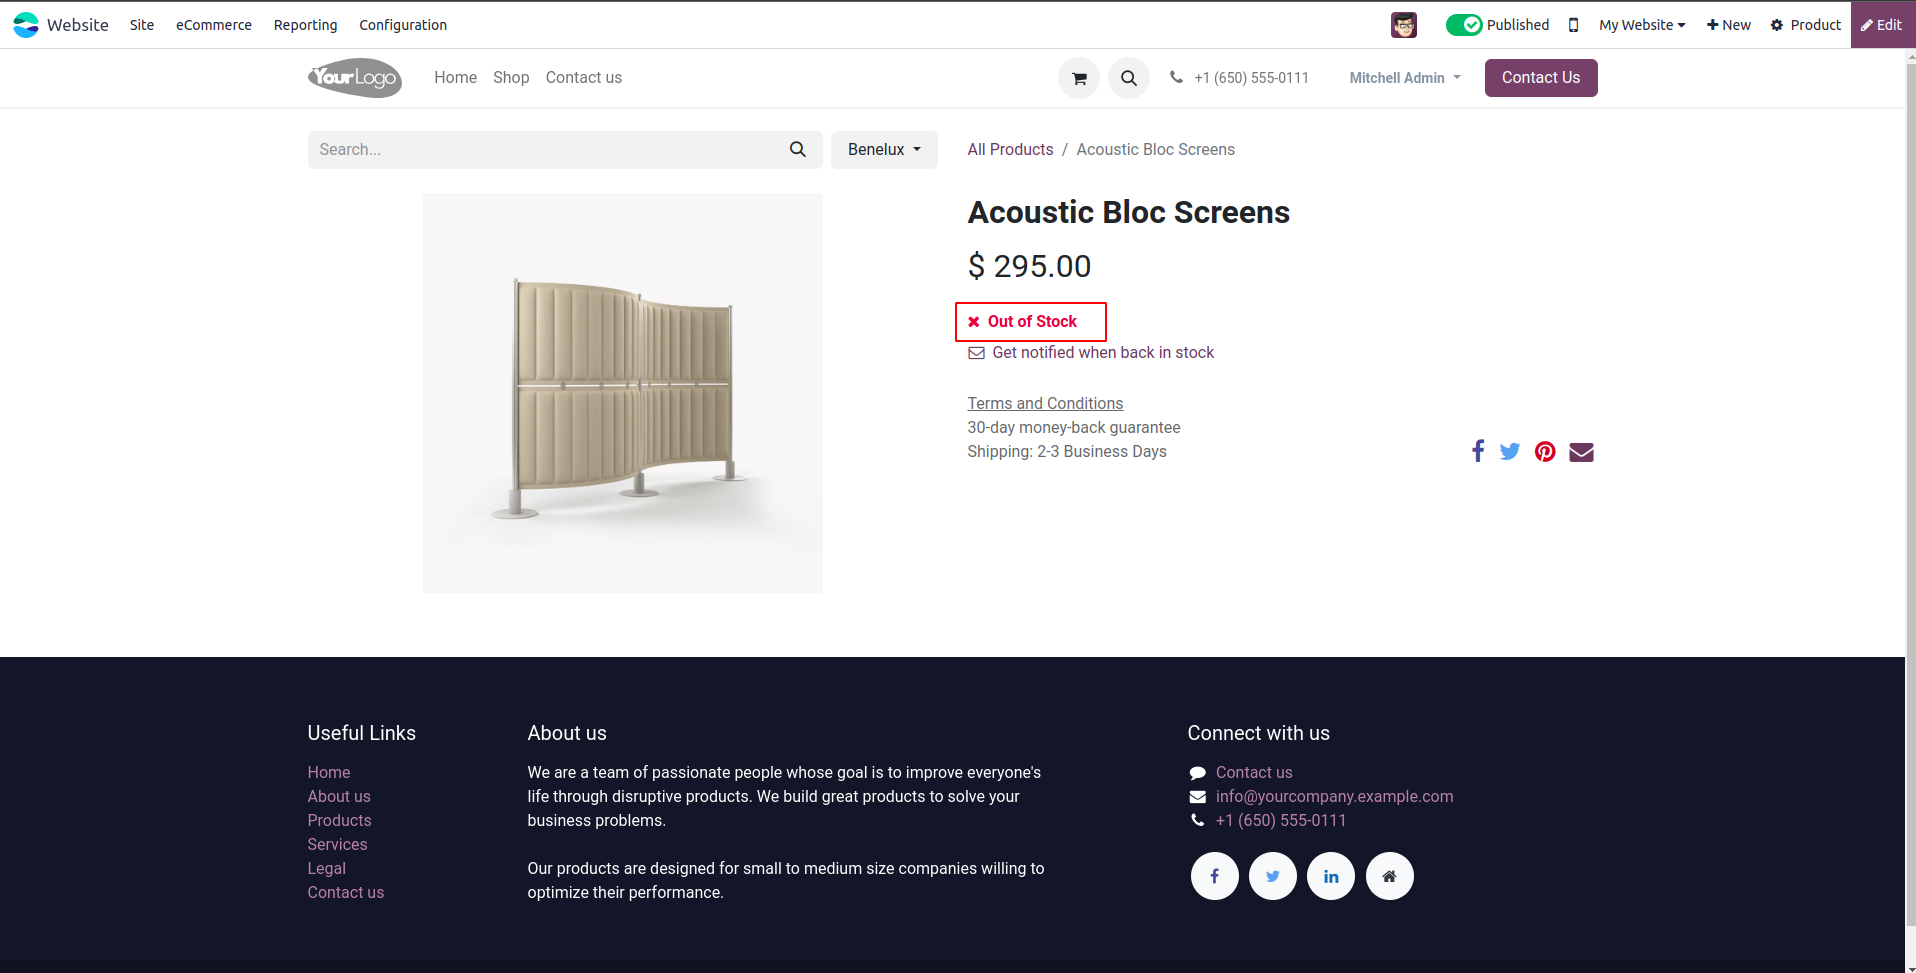 Website Site eCommerce Reporting Configuration Published My Website New Product Edit
YourLogo Home Shop Contact us +1 (650) 555-0111 Mitchell Admin Contact Us
Search... Benelux All Products / Acoustic Bloc Screens
Acoustic Bloc Screens
$ 295.00
Out of Stock
Get notified when back in stock
Terms and Conditions
30-day money-back guarantee
Shipping: 2-3 Business Days
Useful Links
Home
About us
Products
Services
Legal
Contact us
About us
We are a team of passionate people whose goal is to improve everyone's
life through disruptive products. We build great products to solve your
business problems.
Our products are designed for small to medium size companies willing to
optimize their performance.
Connect with us
Contact us
info@yourcompany.example.com
+1 (650) 555-0111